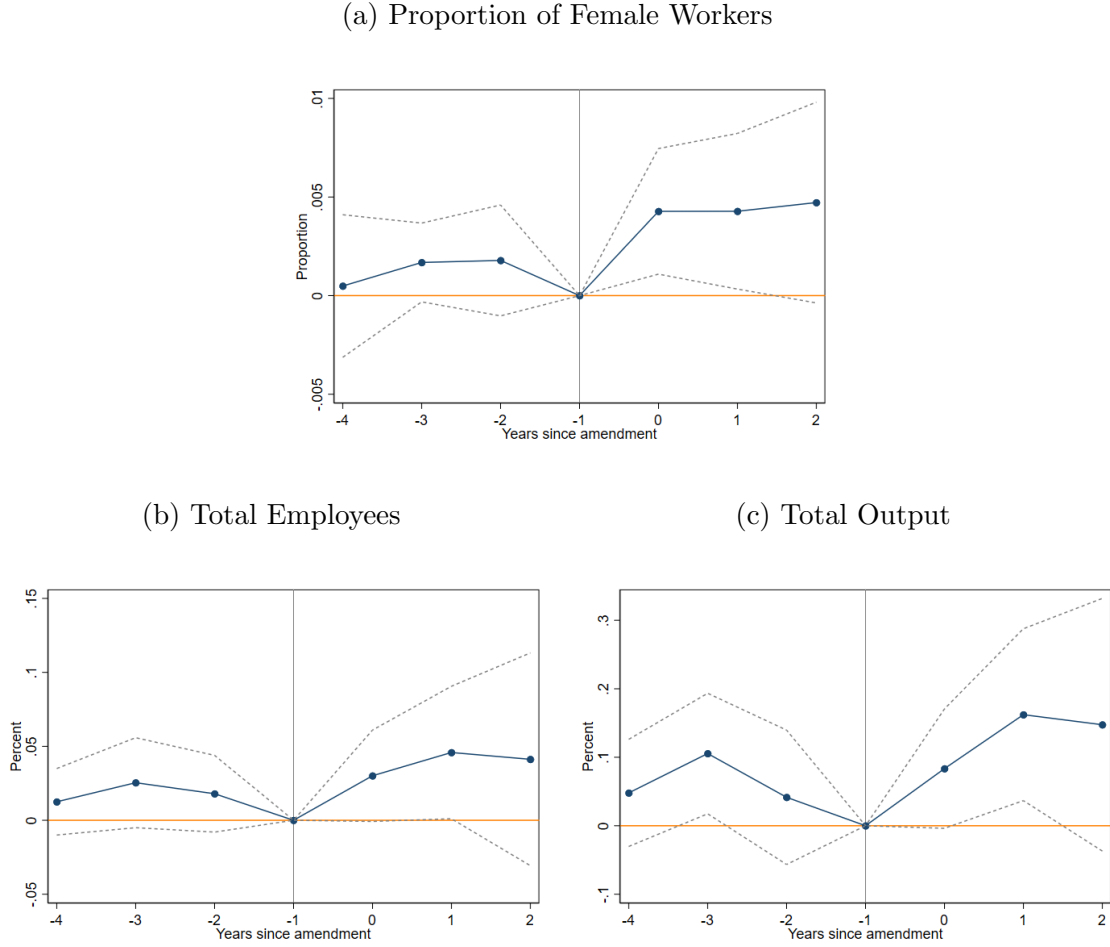 (a) Proportion of Female Workers
Proportion
.01
.005
0
-.005
-4 -3 -2 -1 0 1 2
Years since amendment
(b) Total Employees
Percent
.15
.1
.05
0
-.05
-4 -3 -2 -1 0 1 2
Years since amendment
(c) Total Output
Percent
.3
.2
.1
0
-.1
-4 -3 -2 -1 0 1 2
Years since amendment